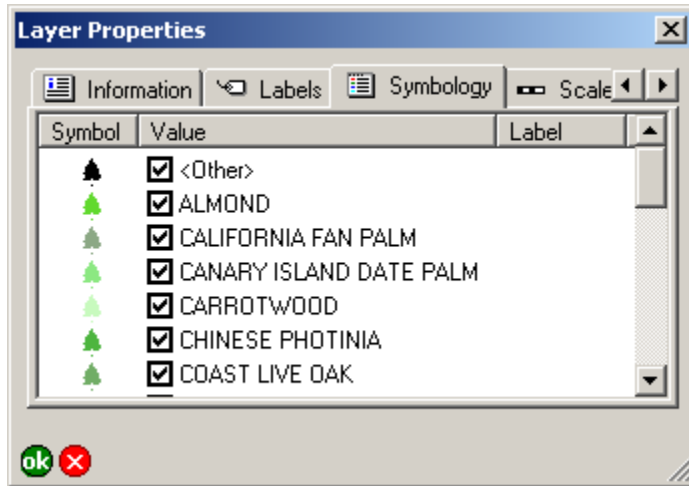 Layer Properties
Information Labels Symbology Scale
Symbol Value Label
<Other>
ALMOND
CALIFORNIA FAN PALM
CANARY ISLAND DATE PALM
CARROTWOOD
CHINESE PHOTINIA
COAST LIVE OAK
ok